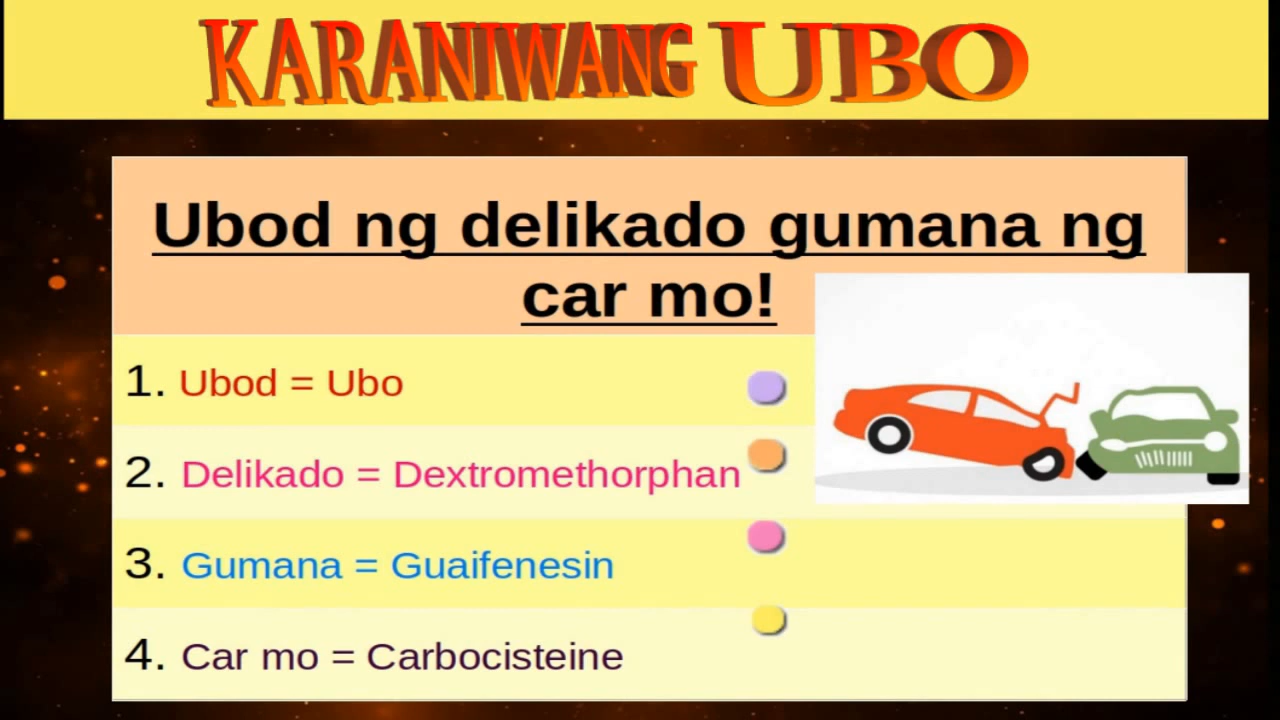 KARANIWANG UBO
Ubod ng delikado gumana ng
car mo!
1. Ubod = Ubo
2. Delikado = Dextromethorphan
3. Gumana = Guaifenesin
4. Car mo = Carbocisteine